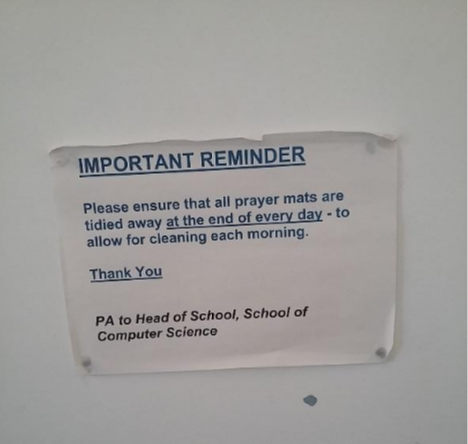 IMPORTANT REMINDER
Please ensure that all prayer mats are
tidied away at the end of every day - to
allow for cleaning each morning.
Thank You
PA to Head of School, School of
Computer Science